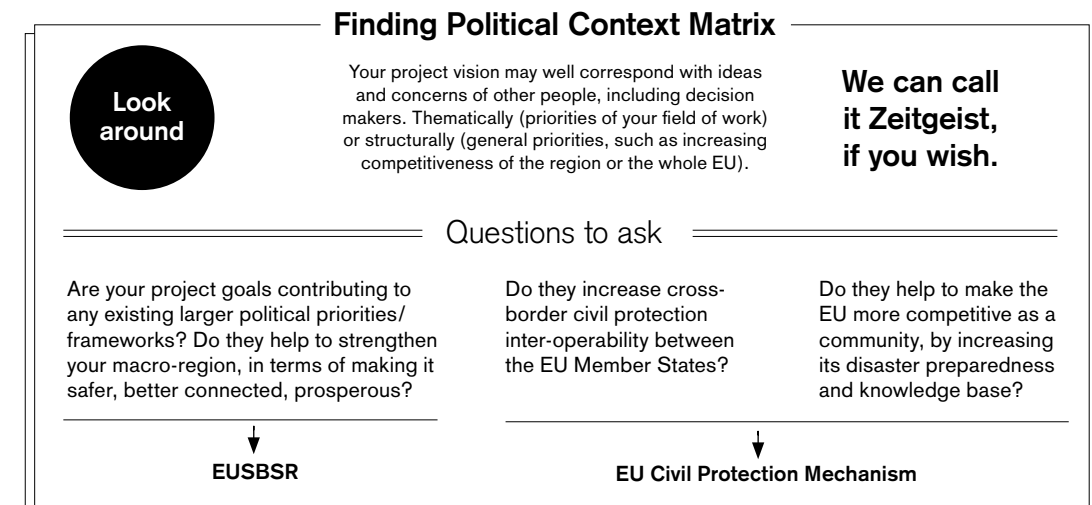 Finding Political Context Matrix
Look
around
Your project vision may well correspond with ideas
and concerns of other people, including decision
makers. Thematically (priorities of your field of work)
or structurally (general priorities, such as increasing
competitiveness of the region or the whole EU).
We can call
it Zeitgeist,
if you wish.
Questions to ask
Are your project goals contributing to
any existing larger political priorities/
frameworks? Do they help to strengthen
your macro-region, in terms of making it
safer, better connected, prosperous?
Do they increase cross-
border civil protection
inter-operability between
the EU Member States?
Do they help to make the
EU more competitive as a
community, by increasing
its disaster preparedness
and knowledge base?
EUSBSR
EU Civil Protection Mechanism